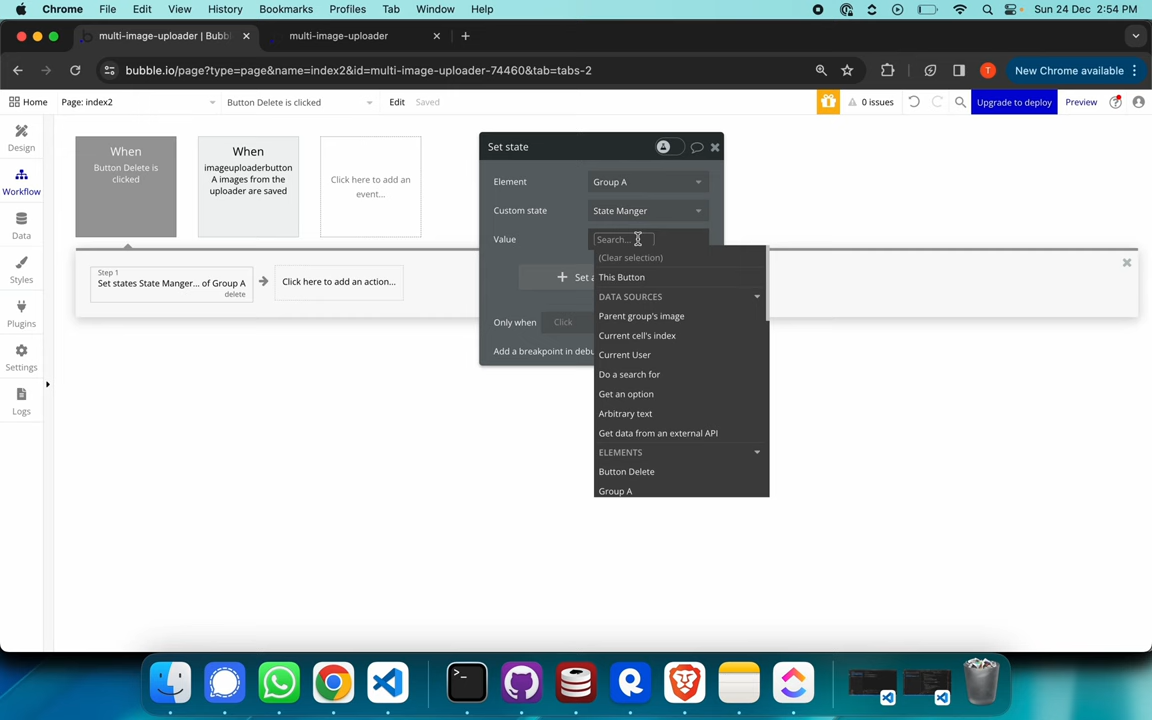 Chrome File Edit View History Bookmarks Profiles Tab Window Help Sun 24 Dec 2:54 PM
multi-image-uploader | Bubbl multi-image-uploader
bubble.io/page?type=page&name=index2&id=multi-image-uploader-74460&tab=tabs-2 T New Chrome available
Home Page: index2 Button Delete is clicked Edit Saved 0 issues Upgrade to deploy Preview
Design
Workflow
Data
Styles
Plugins
Settings
Logs
When
Button Delete is
clicked
When
imageuploaderbutton
A images from the
uploader are saved
Click here to add an
event...
Step 1
Set states State Manger... of Group A
delete
Click here to add an action...
Set state
Element Group A
Custom state State Manger
Value Search...
Set a
Only when Click
Add a breakpoint in debu
(Clear selection)
This Button
DATA SOURCES
Parent group's image
Current cell's index
Current User
Do a search for
Get an option
Arbitrary text
Get data from an external API
ELEMENTS
Button Delete
Group A